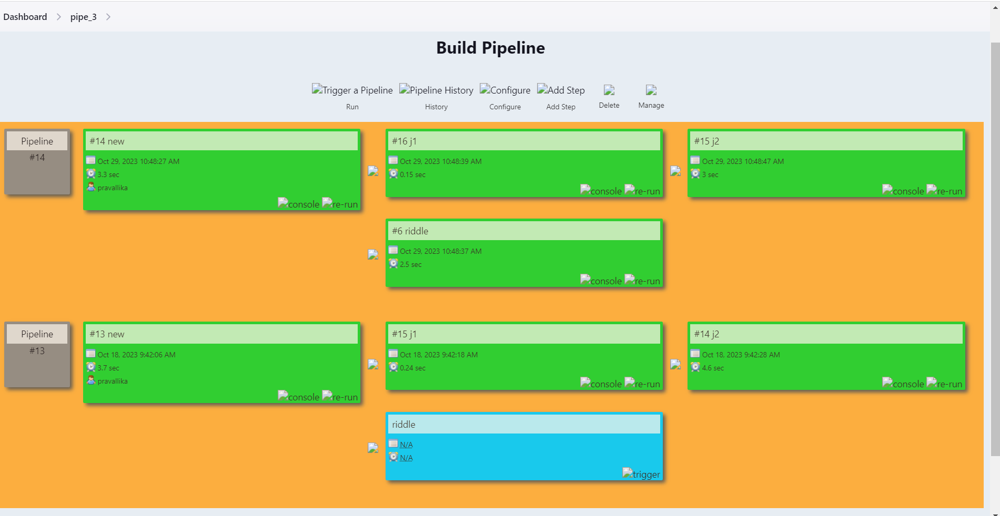 Dashboard
pipe_3
Build Pipeline
Trigger a Pipeline
Pipeline History
Configure
Add Step
Run
History
Configure
Add Step
Delete
Manage
Pipeline
#14
#14 new
Oct 29, 2023 10:48:27 AM
3.3 sec
pravallika
console re-run
#16 j1
Oct 29, 2023 10:48:39 AM
0.15 sec
console re-run
#15 j2
Oct 29, 2023 10:48:47 AM
3 sec
console re-run
#6 riddle
Oct 29, 2023 10:48:37 AM
2.5 sec
console re-run
Pipeline
#13
#13 new
Oct 18, 2023 9:42:06 AM
3.7 sec
pravallika
console re-run
#15 j1
Oct 18, 2023 9:42:18 AM
0.24 sec
console re-run
#14 j2
Oct 18, 2023 9:42:28 AM
4.6 sec
console re-run
riddle
N/A
N/A
trigger